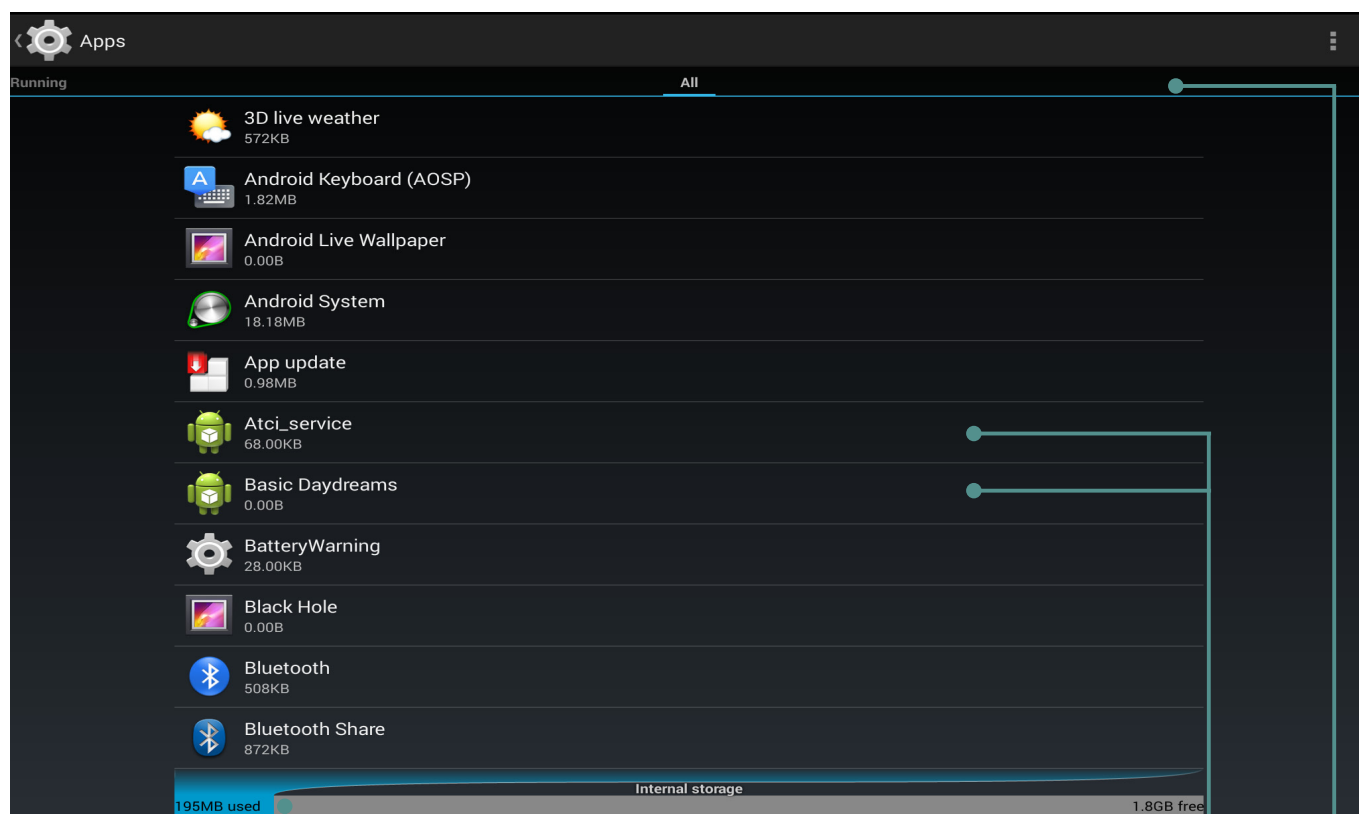 Apps
Running
All
3D live weather
572KB
A
Android Keyboard (AOSP)
1.82MB
Android Live Wallpaper
0.00B
Android System
18.18MB
App update
0.98MB
Atci_service
68.00KB
Basic Daydreams
0.00B
BatteryWarning
28.00KB
Black Hole
0.00B
Bluetooth
508KB
Bluetooth Share
872KB
Internal storage
195MB used
1.8GB free